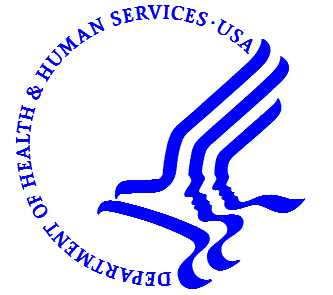 DEPARTMENT OF HEALTH & HUMAN SERVICES · USA